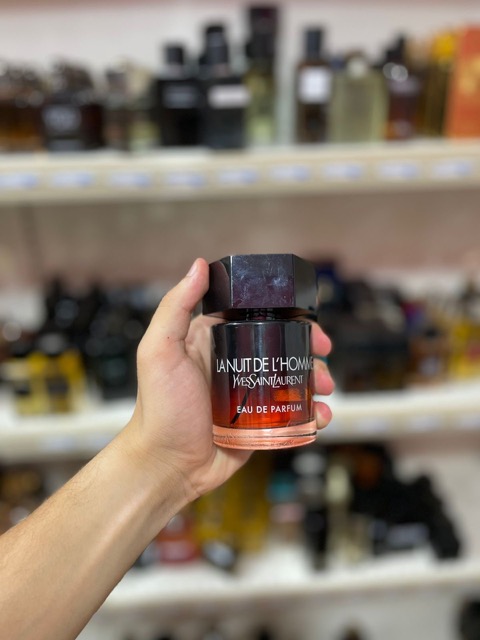 LA NUIT DE L'HOMME
YVESSAINTLAURENT
EAU DE PARFUM